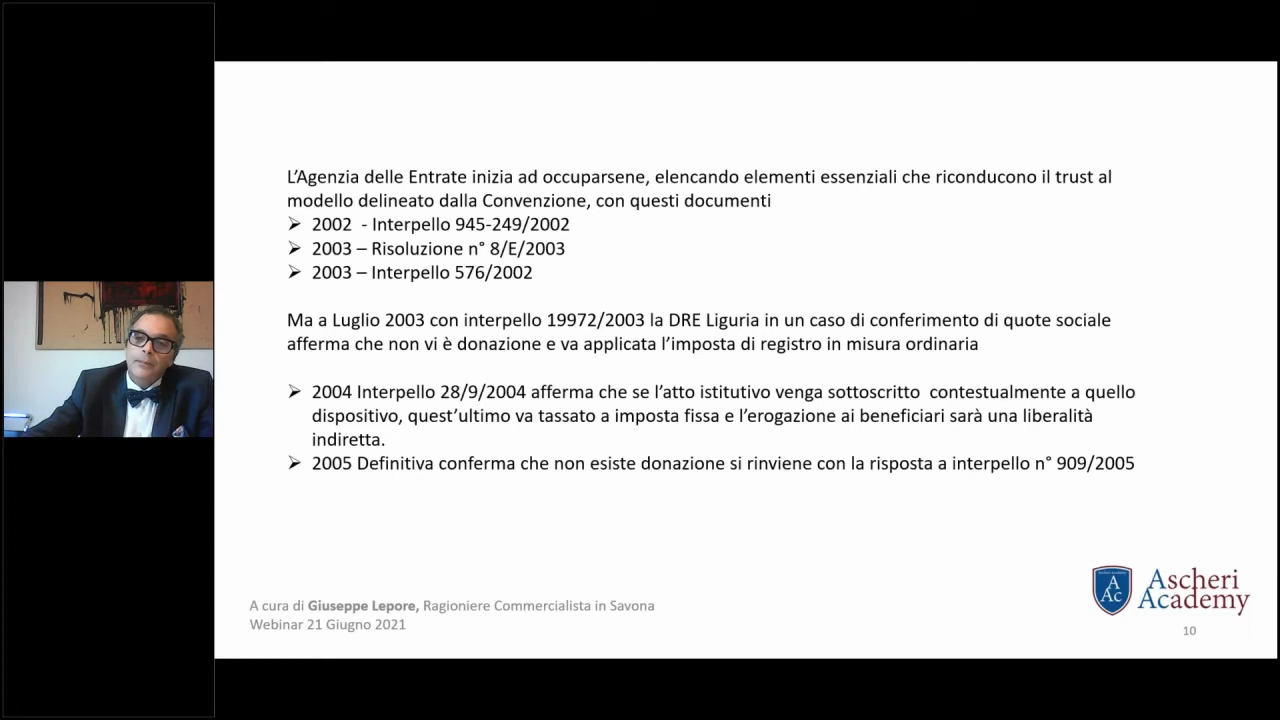 L’Agenzia delle Entrate inizia ad occuparsene, elencando elementi essenziali che riconducono il trust al
modello delineato dalla Convenzione, con questi documenti
➢ 2002 - Interpello 945-249/2002
➢ 2003 – Risoluzione n° 8/E/2003
➢ 2003 – Interpello 576/2002
Ma a Luglio 2003 con interpello 19972/2003 la DRE Liguria in un caso di conferimento di quote sociale
afferma che non vi è donazione e va applicata l’imposta di registro in misura ordinaria
➢ 2004 Interpello 28/9/2004 afferma che se l’atto istitutivo venga sottoscritto contestualmente a quello
dispositivo, quest’ultimo va tassato a imposta fissa e l’erogazione ai beneficiari sarà una liberalità
indiretta.
➢ 2005 Definitiva conferma che non esiste donazione si rinviene con la risposta a interpello n° 909/2005
A cura di Giuseppe Lepore, Ragioniere Commercialista in Savona
Webinar 21 Giugno 2021
A
Ac
Ascheri
Academy
10